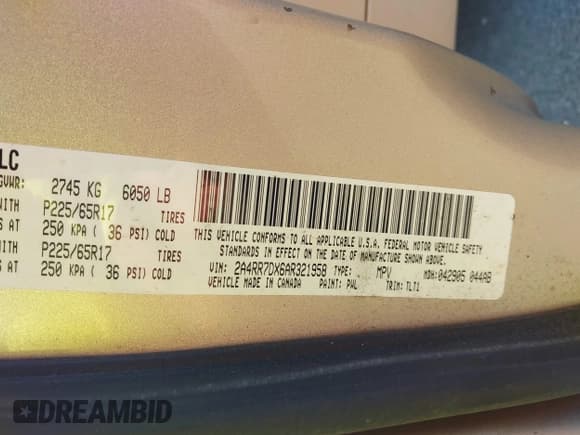 LC
GVWR: 2745 KG 6050 LB
WITH P225/65R17 TIRES
S AT 250 KPA ( 36 PSI) COLD
WITH P225/65R17 TIRES
S AT 250 KPA ( 36 PSI) COLD
THIS VEHICLE CONFORMS TO ALL APPLICABLE U.S.A. FEDERAL MOTOR VEHICLE SAFETY
STANDARDS IN EFFECT ON THE DATE OF MANUFACTURE SHOWN ABOVE.
VIN: 2A4RR7DX6AR321958 TYPE: MPV MDH:042905 044AB
VEHICLE MADE IN CANADA PAINT: PWL TRIM: TLT1
DREAMBID